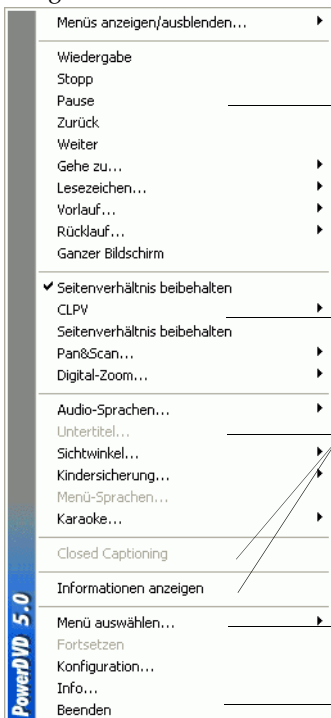 Menüs anzeigen/ausblenden...
Wiedergabe
Stopp
Pause
Zurück
Weiter
Gehe zu...
Lesezeichen...
Vorlauf...
Rücklauf...
Ganzer Bildschirm
Seitenverhältnis beibehalten
CLPV
Seitenverhältnis beibehalten
Pan&Scan...
Digital-Zoom...
Audio-Sprachen...
Untertitel...
Sichtwinkel...
Kindersicherung...
Menü-Sprachen...
Karaoke...
Closed Captioning
Informationen anzeigen
Menü auswählen...
Fortsetzen
Konfiguration...
Info...
Beenden
PowerDVD 5.0